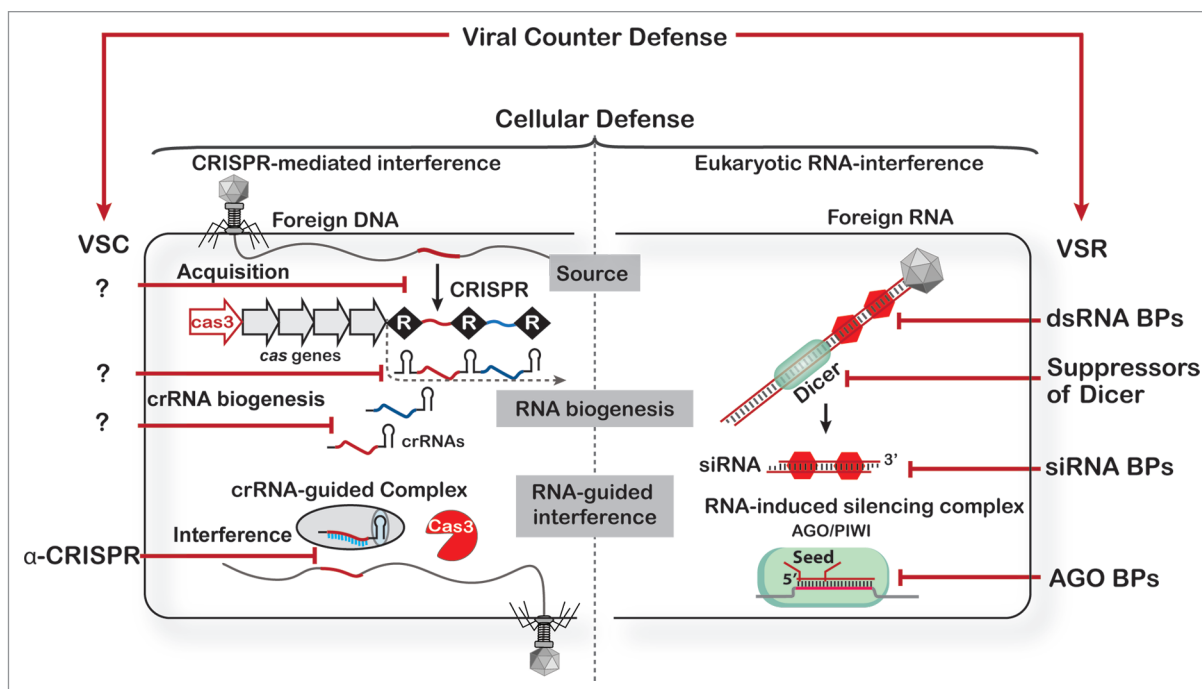 Viral Counter Defense
Cellular Defense
CRISPR-mediated interference
Eukaryotic RNA-interference
Foreign DNA
Foreign RNA
VSC
VSR
Source
Acquisition
?
CRISPR
cas3
R
R
R
cas genes
dsRNA BPs
?
Suppressors
of Dicer
Dicer
crRNA biogenesis
RNA biogenesis
?
crRNAs
siRNA
3’
siRNA BPs
crRNA-guided Complex
RNA-guided
interference
RNA-induced silencing complex
AGO/PIWI
Cas3
Interference
α-CRISPR
Seed
5’
AGO BPs